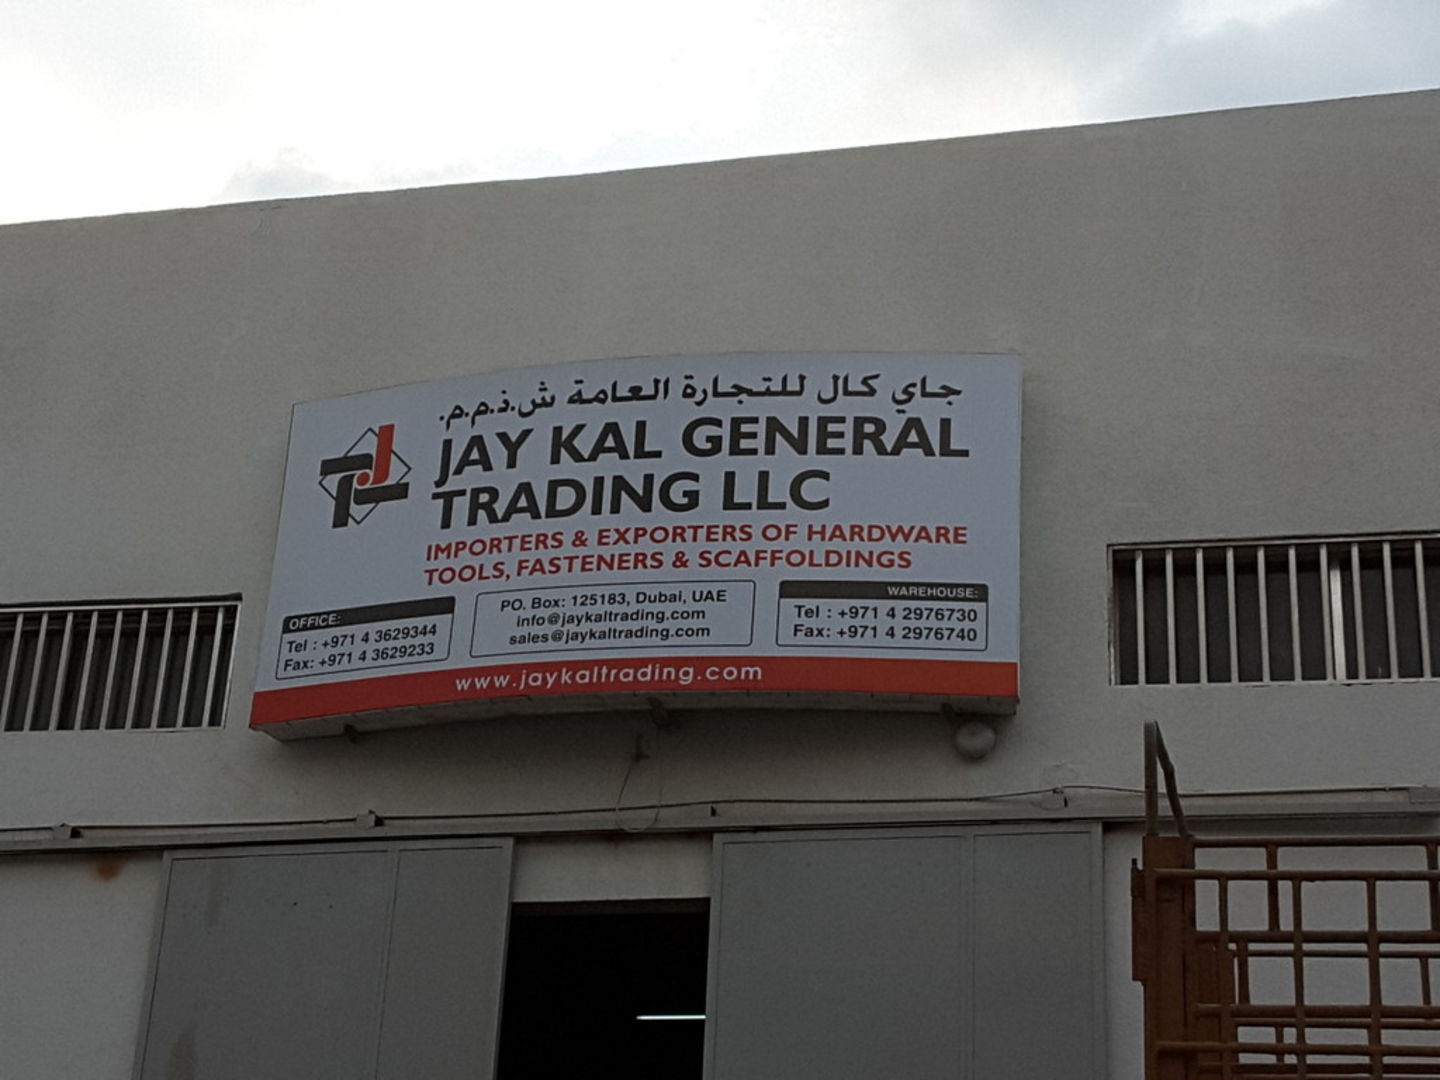 جاي كال للتجارة العامة ش.ذ.م.م.
JAY KAL GENERAL
TRADING LLC
IMPORTERS & EXPORTERS OF HARDWARE
TOOLS, FASTENERS & SCAFFOLDINGS
OFFICE:
Tel : +971 4 3629344
Fax: +971 4 3629233
PO. Box: 125183, Dubai, UAE
info@jaykaltrading.com
sales@jaykaltrading.com
WAREHOUSE:
Tel : +971 4 2976730
Fax: +971 4 2976740
www.jaykaltrading.com